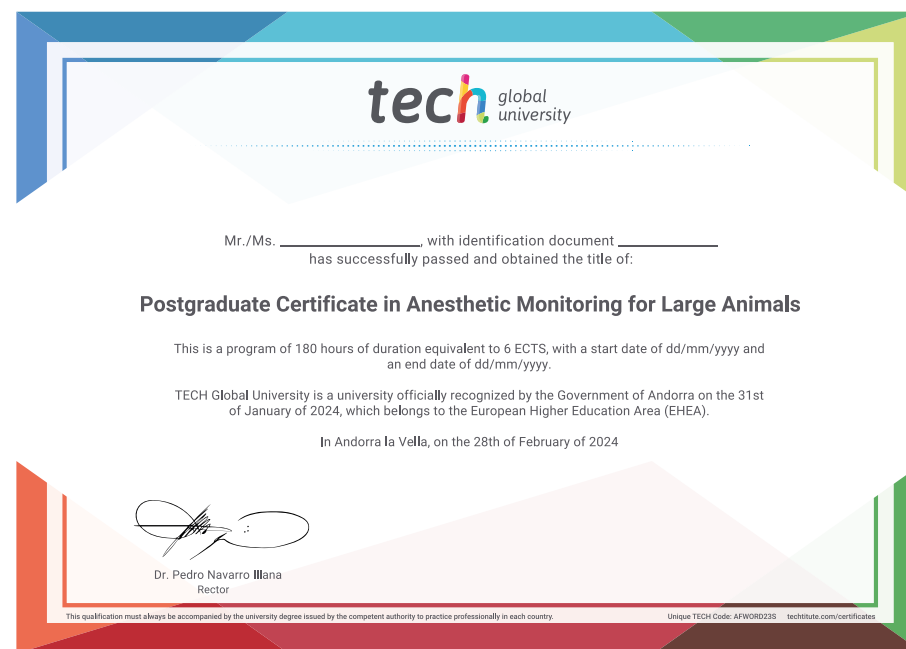 tech global
university
Mr./Ms. ____________, with identification document ____________
has successfully passed and obtained the title of:
Postgraduate Certificate in Anesthetic Monitoring for Large Animals
This is a program of 180 hours of duration equivalent to 6 ECTS, with a start date of dd/mm/yyyy and
an end date of dd/mm/yyyy.
TECH Global University is a university officially recognized by the Government of Andorra on the 31st
of January of 2024, which belongs to the European Higher Education Area (EHEA).
In Andorra la Vella, on the 28th of February of 2024
Dr. Pedro Navarro Illana
Rector
This qualification must always be accompanied by the university degree issued by the competent authority to practice professionally in each country.
Unique TECH Code: AFWORD23S techtitute.com/certificates